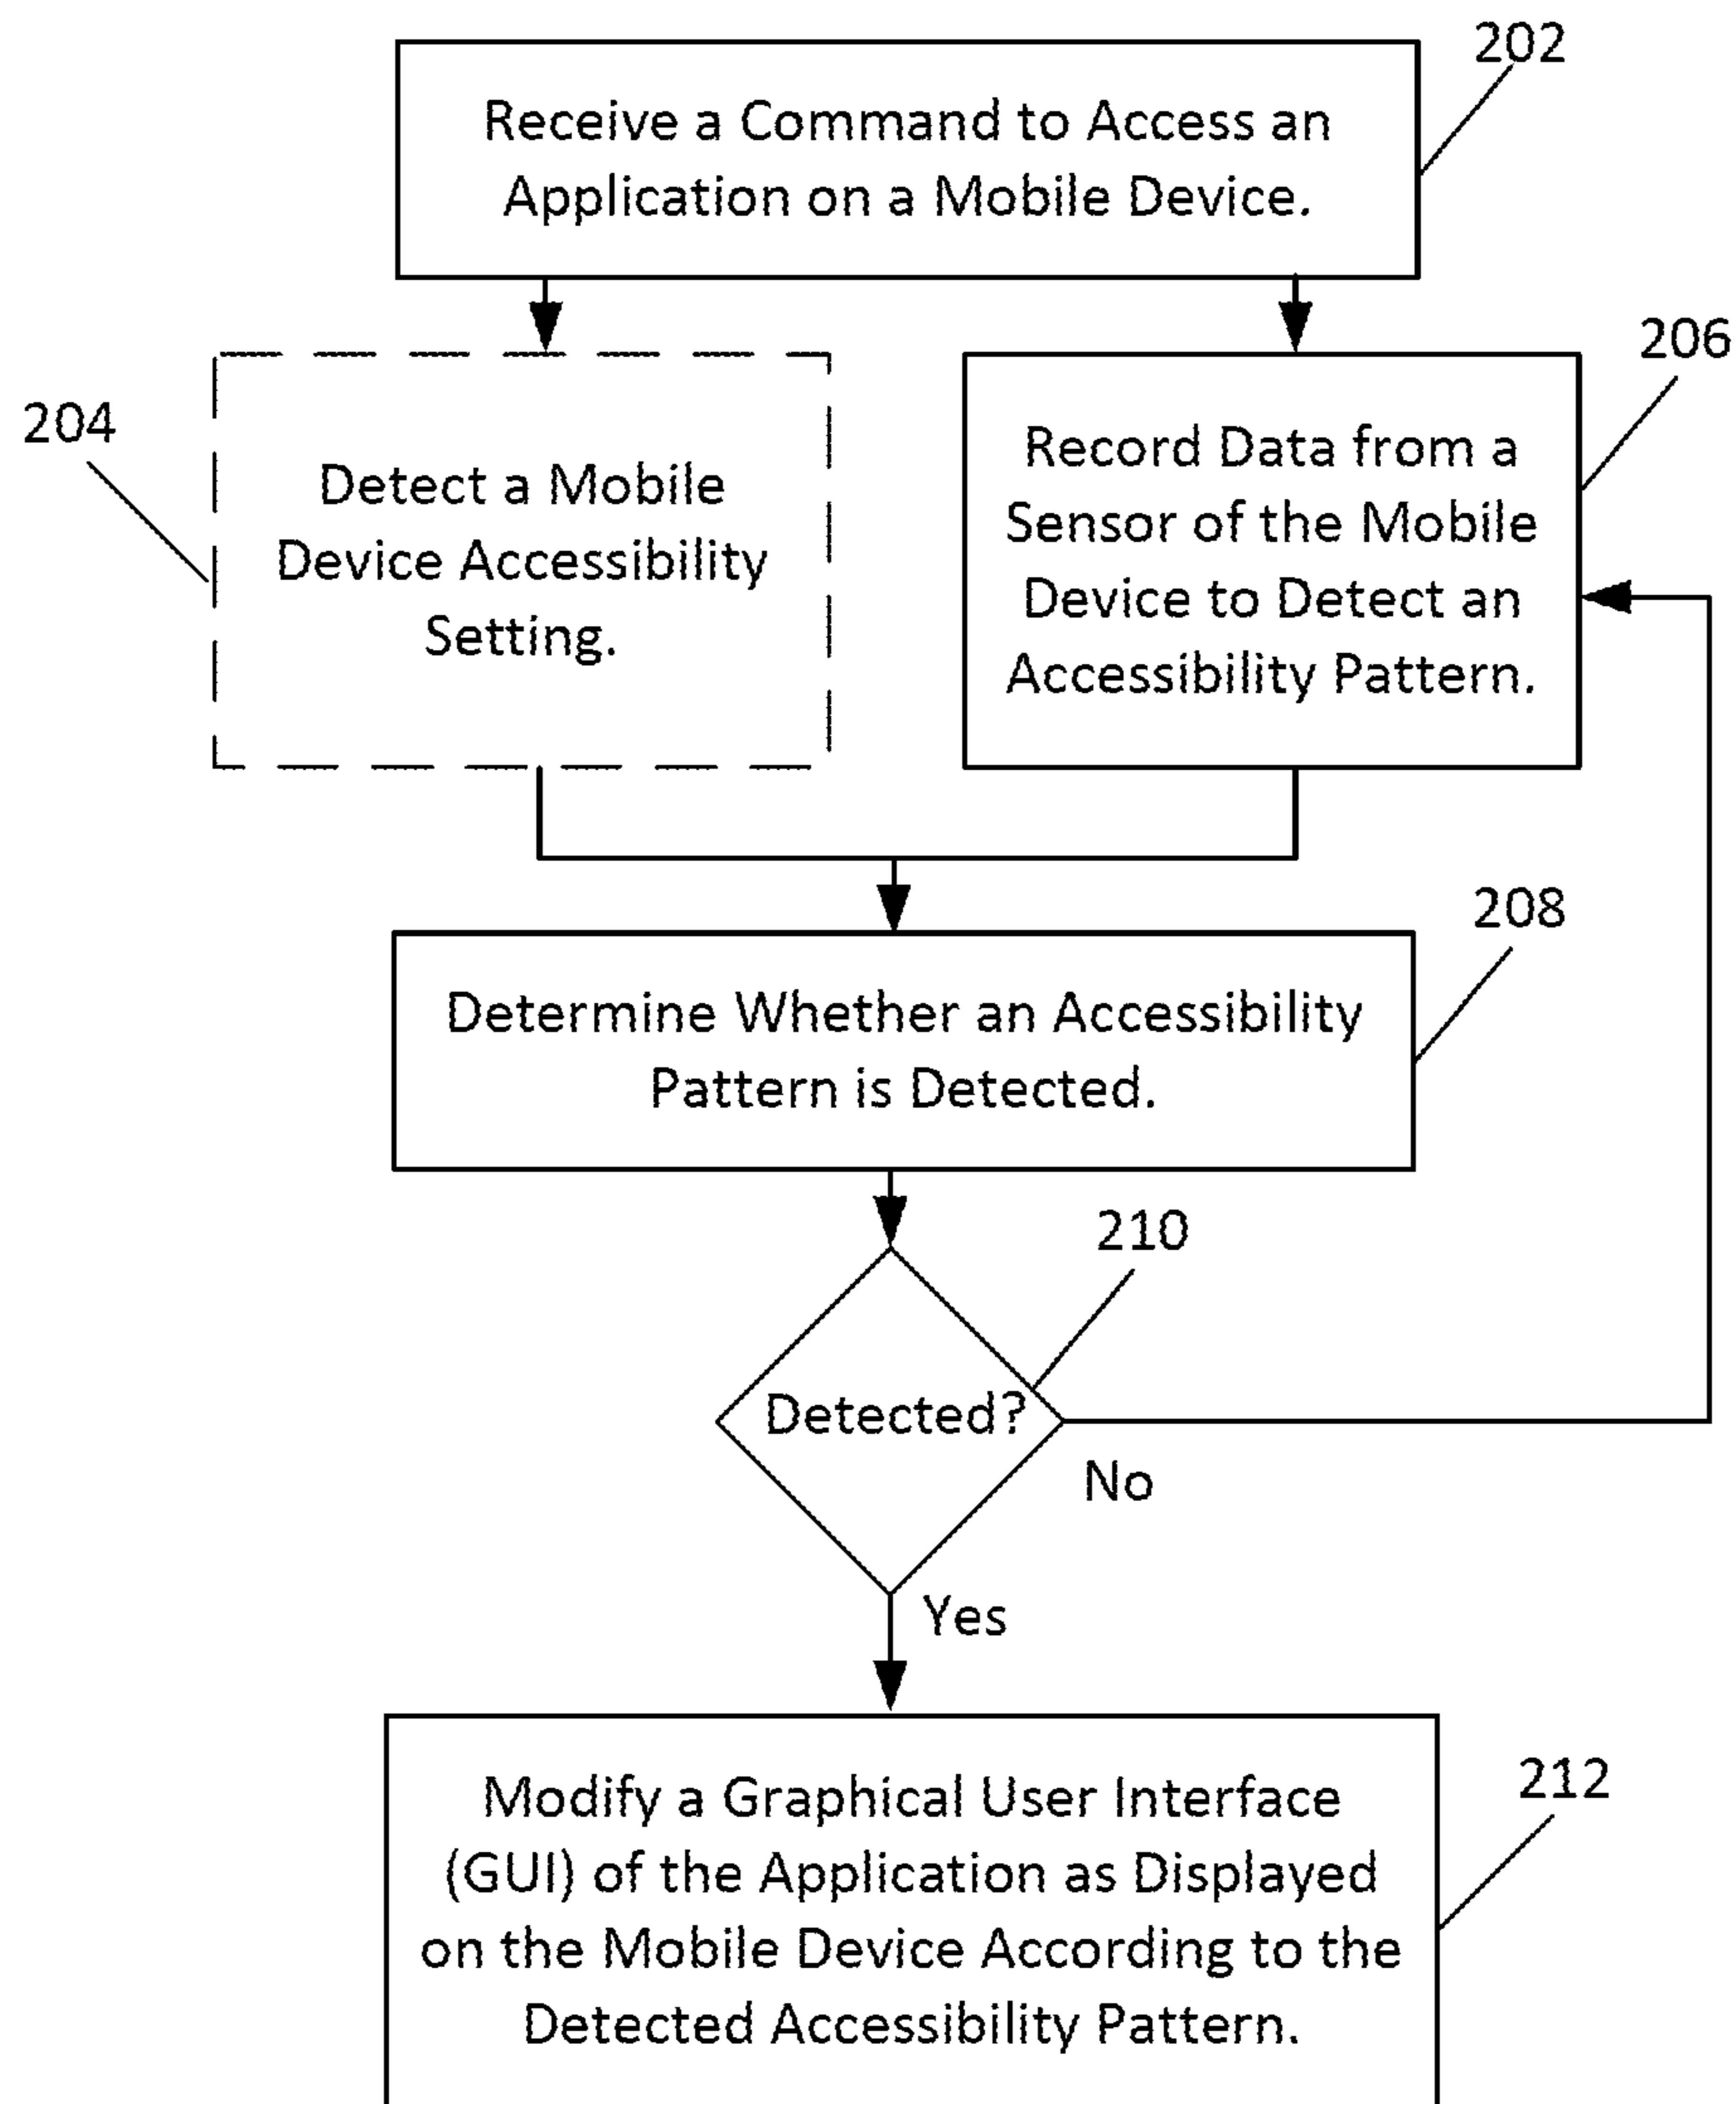 202
Receive a Command to Access an
Application on a Mobile Device.
204
Detect a Mobile
Device Accessibility
Setting.
206
Record Data from a
Sensor of the Mobile
Device to Detect an
Accessibility Pattern.
208
Determine Whether an Accessibility
Pattern is Detected.
210
Detected?
No
Yes
212
Modify a Graphical User Interface
(GUI) of the Application as Displayed
on the Mobile Device According to the
Detected Accessibility Pattern.